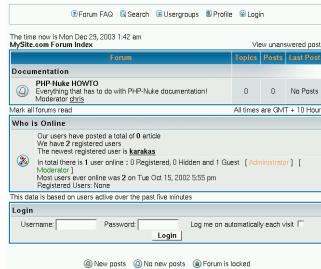 Forum FAQ Search Usergroups Profile Login
The time now is Mon Dec 29, 2003 1:42 am
MySite.com Forum Index View unanswered post
Forum Topics Posts Last Post
Documentation
PHP-Nuke HOWTO
Everything that has to do with PHP-Nuke documentation! 0 0 No Posts
Moderator chris
Mark all forums read All times are GMT + 10 Hour
Who is Online
Our users have posted a total of 0 article
We have 2 registered users
The newest registered user is karakas
In total there is 1 user online : 0 Registered, 0 Hidden and 1 Guest [ Administrator ] [
Moderator ]
Most users ever online was 2 on Tue Oct 15, 2002 5:55 pm
Registered Users: None
This data is based on users active over the past five minutes
Login
Username: Password: Log me on automatically each visit
Login
New posts No new posts Forum is locked